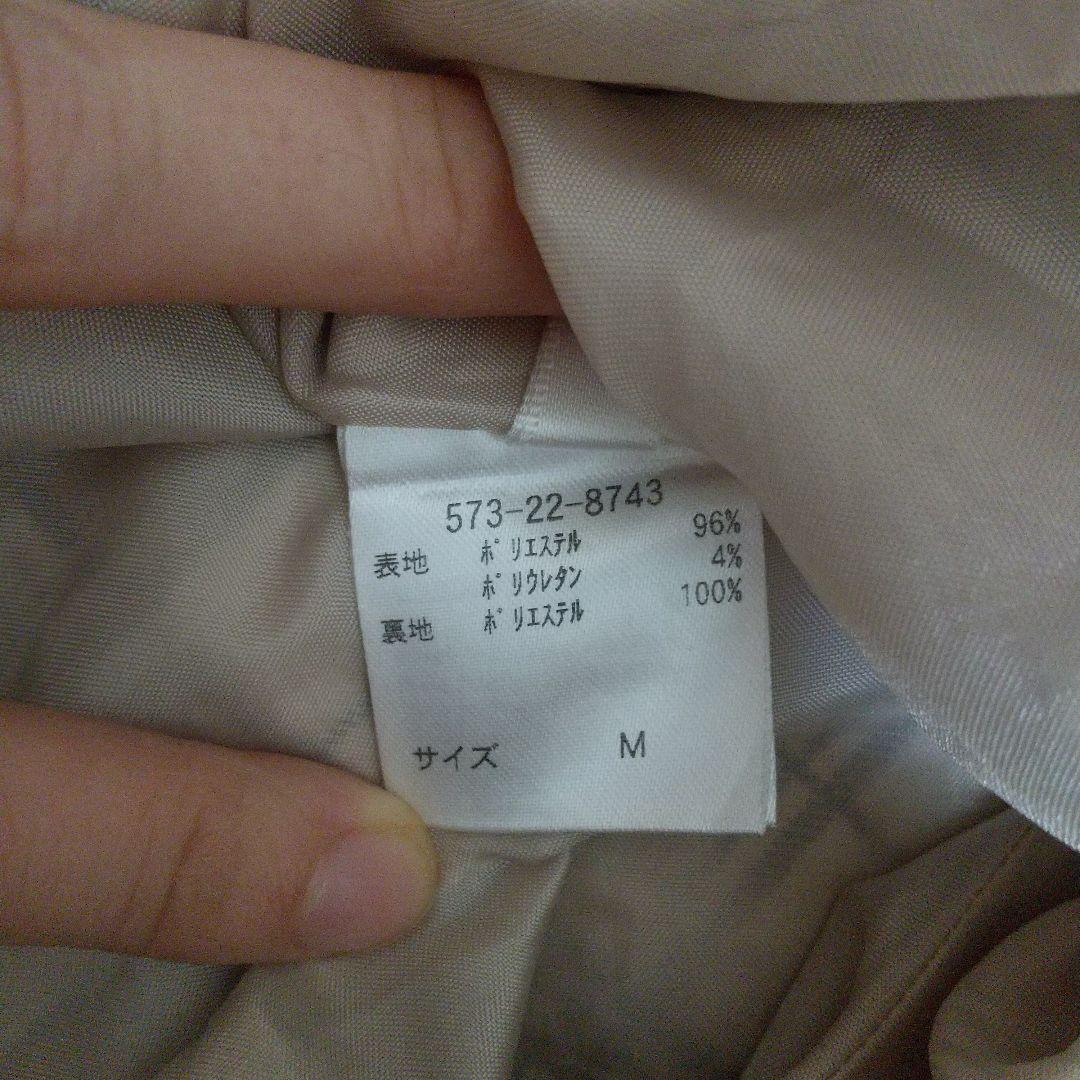 573-22-8743
表地 ﾎﾟﾘｴｽﾃﾙ 96%
ﾎﾟﾘｳﾚﾀﾝ 4%
裏地 ﾎﾟﾘｴｽﾃﾙ 100%
サイズ M